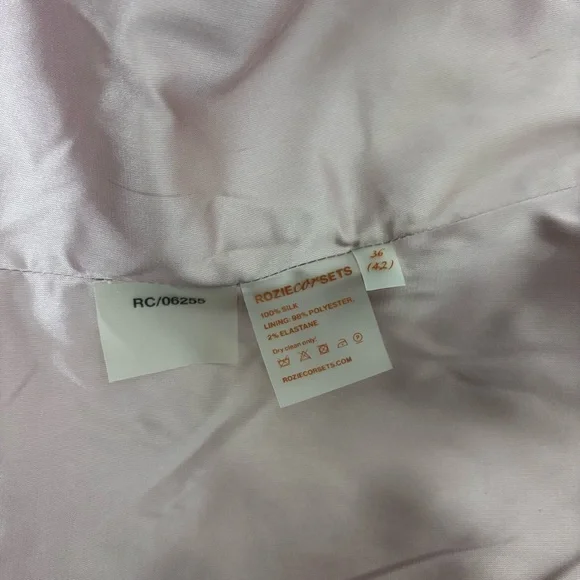 RC/06255
ROZIEcorSETS
100% SILK
LINING: 98% POLYESTER
2% ELASTANE
Dry clean only!
ROZIECORSETS.COM
36
(42)